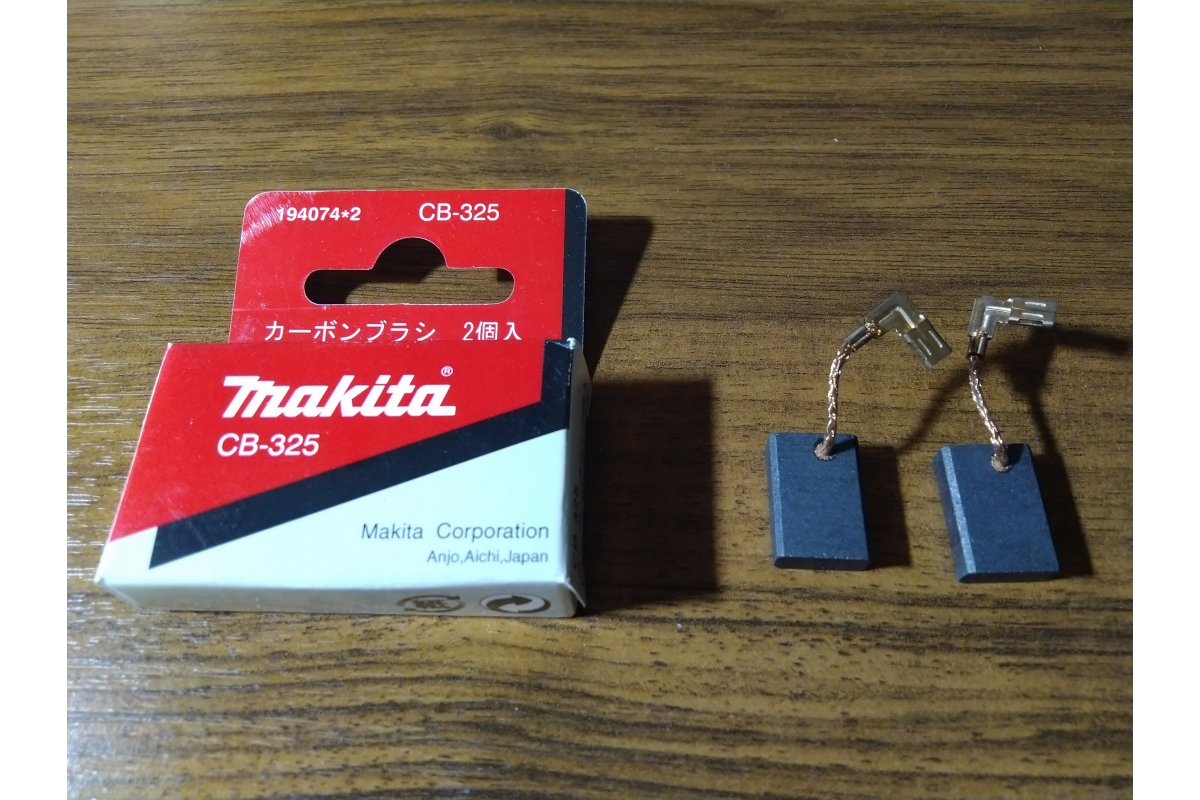 194074*2 CB-325
カーボンブラシ 2個入
makita®
CB-325
Makita Corporation
Anjo,Aichi,Japan